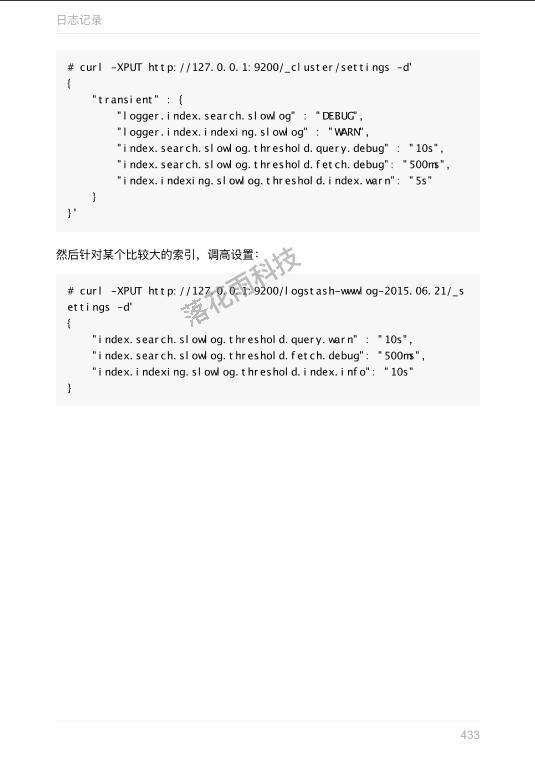 日志记录
# curl -XPUT http://127.0.0.1:9200/_cluster/settings -d'
{
    "transient" : {
        "logger.index.search.slowlog" : "DEBUG",
        "logger.index.indexing.slowlog" : "WARN",
        "index.search.slowlog.threshold.query.debug" : "10s",
        "index.search.slowlog.threshold.fetch.debug": "500ms",
        "index.indexing.slowlog.threshold.index.warn": "5s"
    }
}'
然后针对某个比较大的索引，调高设置：
# curl -XPUT http://127.0.0.1:9200/logstash-wwwlog-2015.06.21/_s
ettings -d'
{
    "index.search.slowlog.threshold.query.warn" : "10s",
    "index.search.slowlog.threshold.fetch.debug": "500ms",
    "index.indexing.slowlog.threshold.index.info": "10s"
}
落花雨科技
433